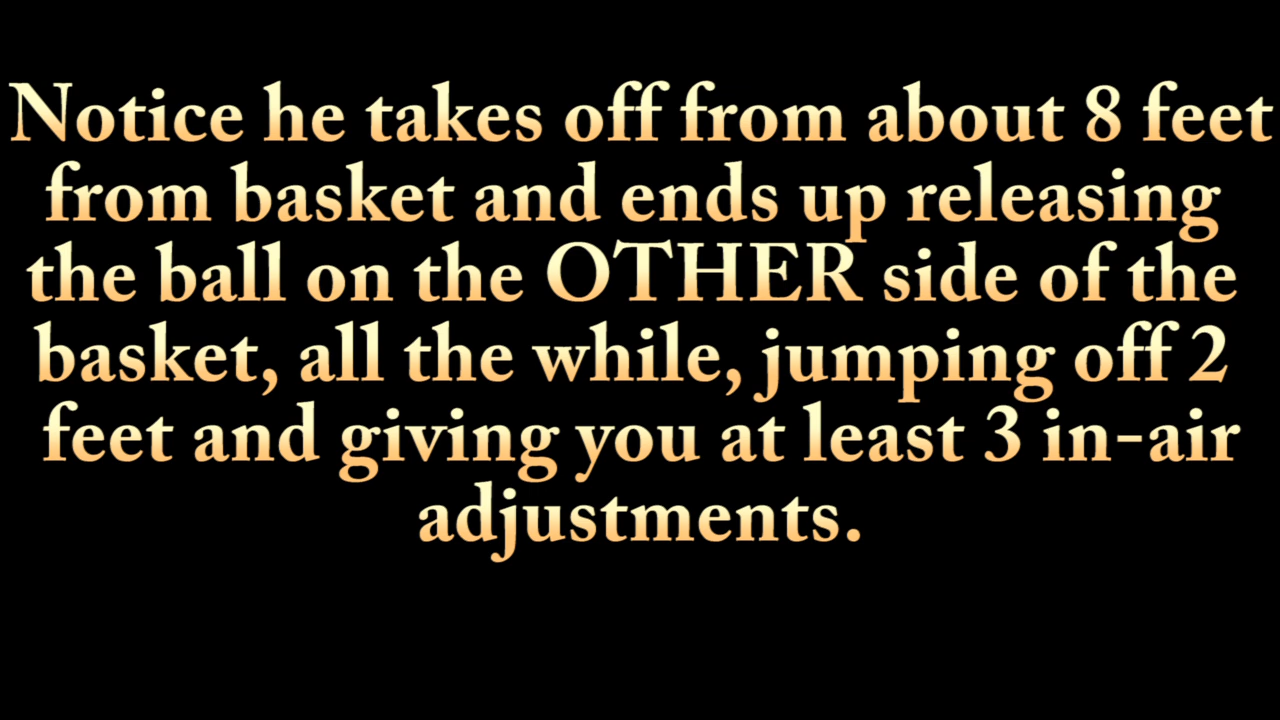 Notice he takes off from about 8 feet
from basket and ends up releasing
the ball on the OTHER side of the
basket, all the while, jumping off 2
feet and giving you at least 3 in-air
adjustments.